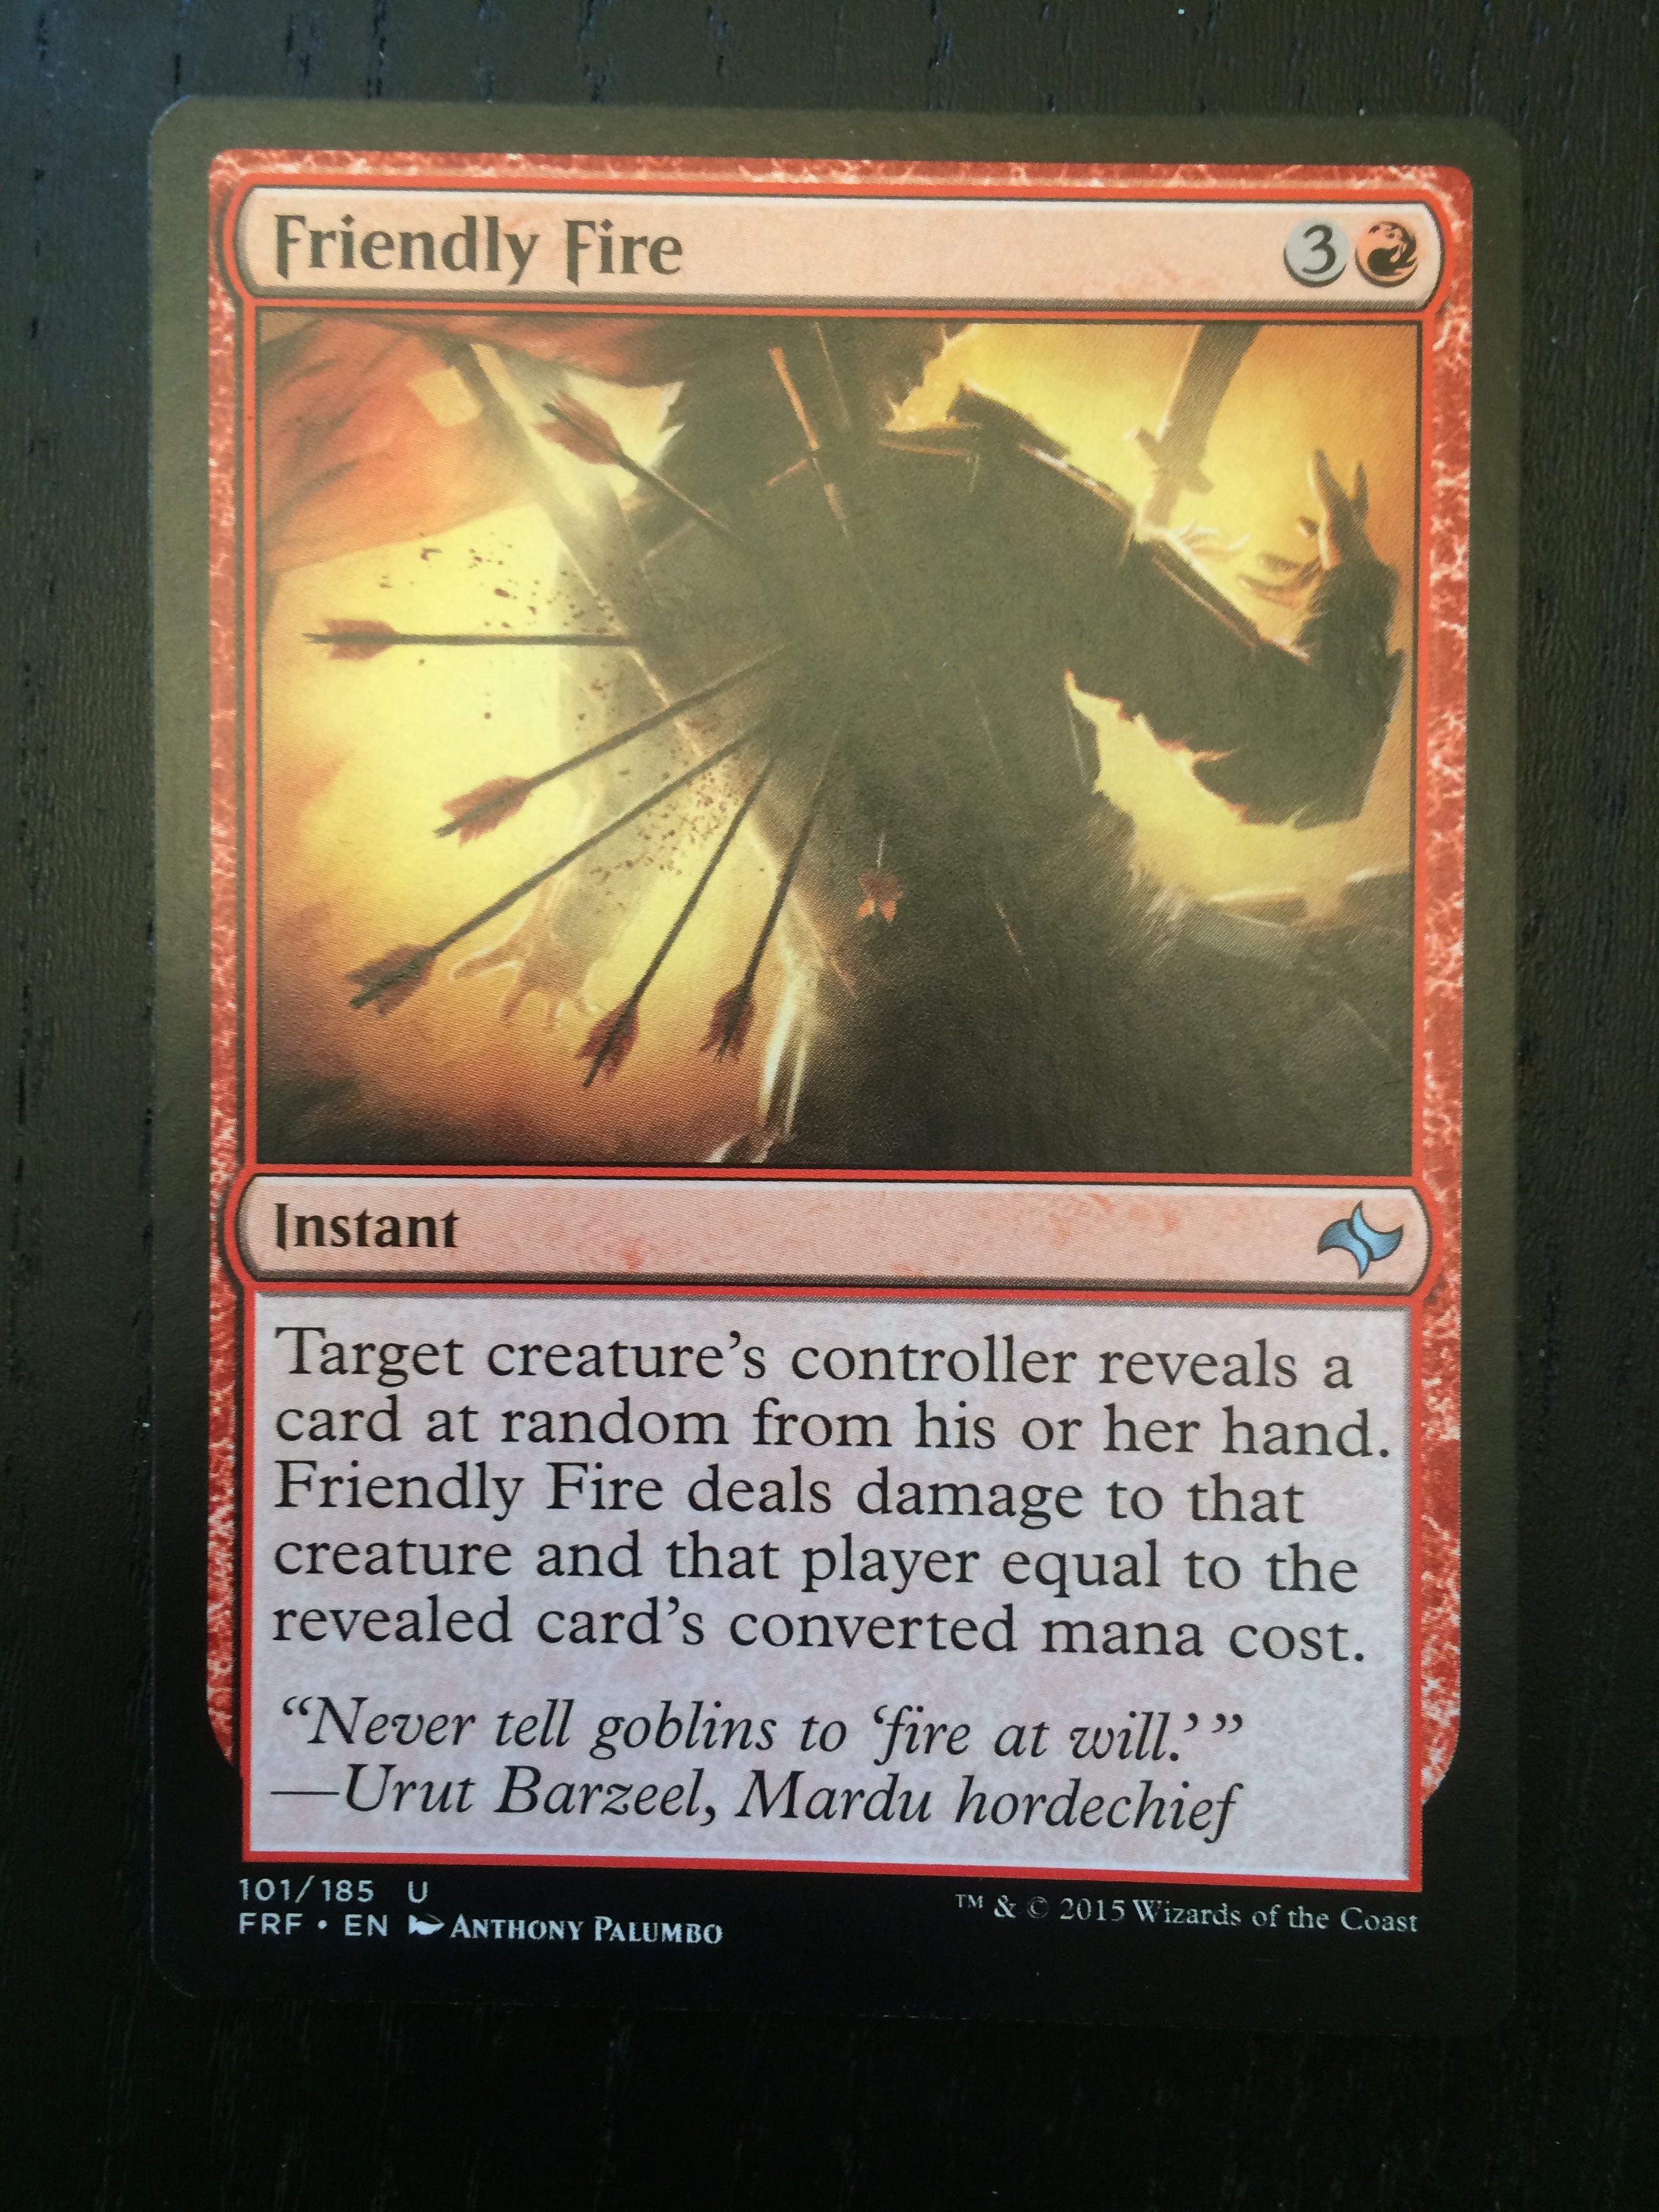 Friendly Fire 3
Instant
Target creature’s controller reveals a
card at random from his or her hand.
Friendly Fire deals damage to that
creature and that player equal to the
revealed card’s converted mana cost.
“Never tell goblins to ‘fire at will.’”
—Urut Barzeel, Mardu hordechief
101/185 U
FRF • EN ANTHONY PALUMBO
™ & © 2015 Wizards of the Coast